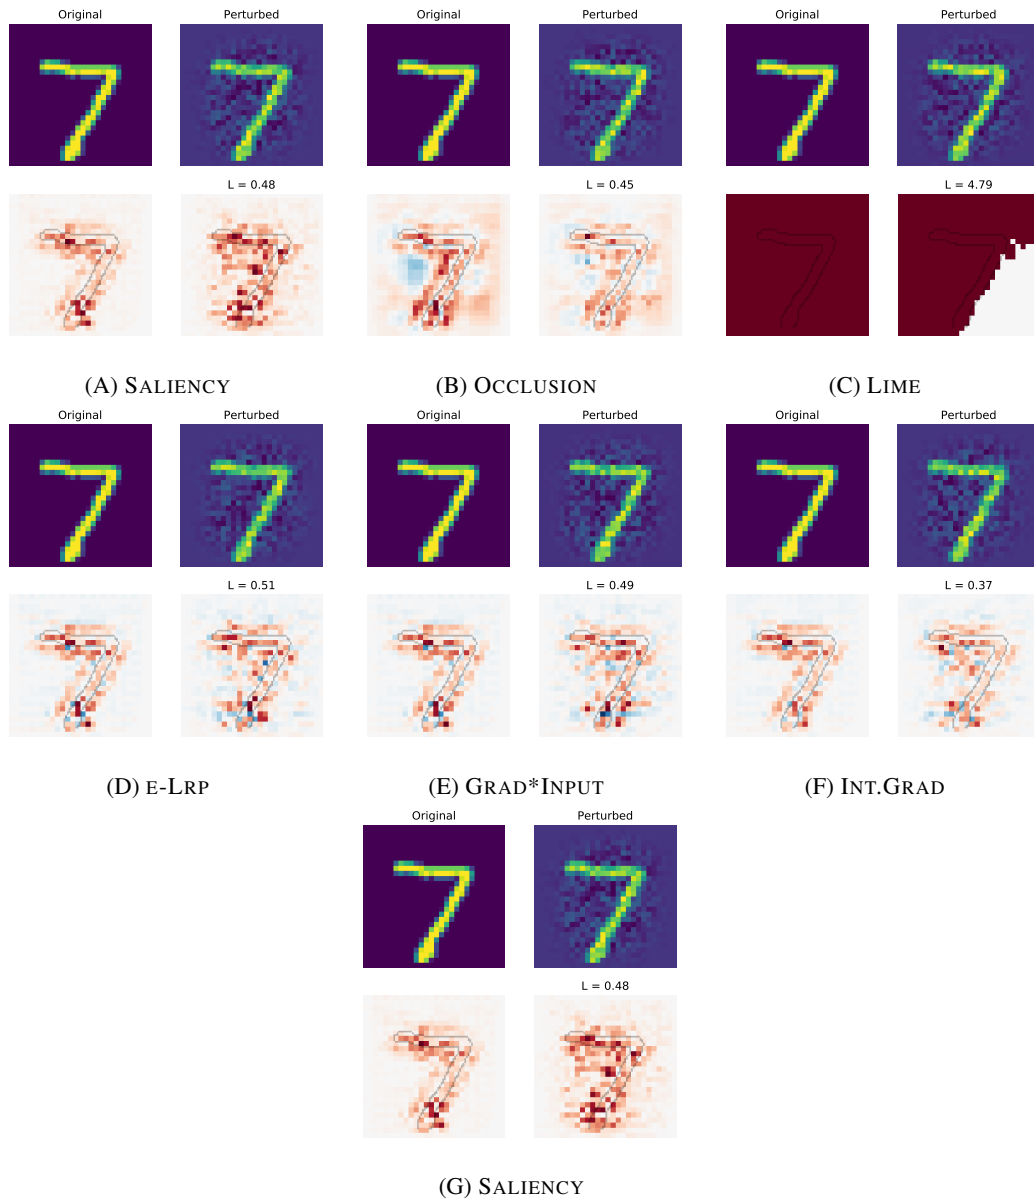 Original Perturbed Original Perturbed Original Perturbed
L = 0.48 L = 0.45 L = 4.79
(A) SALIENCY (B) OCCLUSION (C) LIME
Original Perturbed Original Perturbed Original Perturbed
L = 0.51 L = 0.49 L = 0.37
(D) E-LRP (E) GRAD*INPUT (F) INT.GRAD
Original Perturbed
L = 0.48
(G) SALIENCY